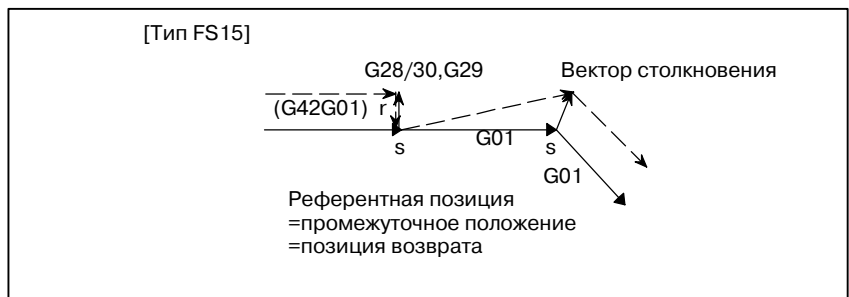 [Тип FS15]
G28/30,G29
Вектор столкновения
(G42G01)
r
s
G01
s
G01
Референтная позиция
=промежуточное положение
=позиция возврата